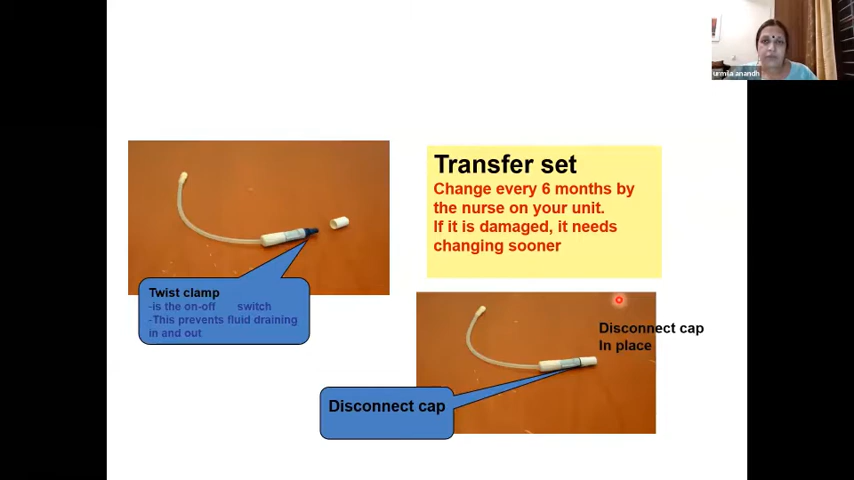 urmila anandh
Transfer set
Change every 6 months by
the nurse on your unit.
If it is damaged, it needs
changing sooner
Twist clamp
-is the on-off switch
-This prevents fluid draining
in and out
Disconnect cap
In place
Disconnect cap